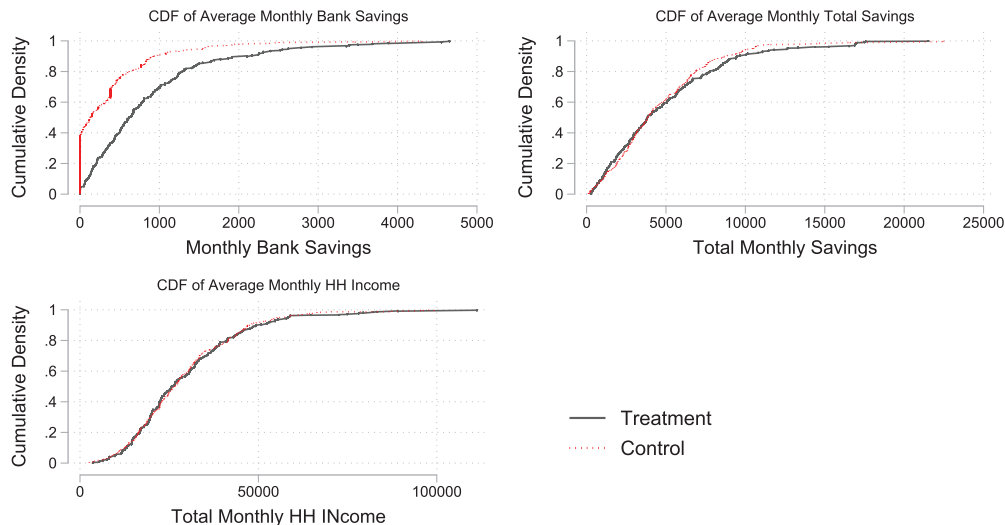 CDF of Average Monthly Bank Savings
Cumulative Density
1
.8
.6
.4
.2
0
0 1000 2000 3000 4000 5000
Monthly Bank Savings
CDF of Average Monthly Total Savings
Cumulative Density
1
.8
.6
.4
.2
0
0 5000 10000 15000 20000 25000
Total Monthly Savings
CDF of Average Monthly HH Income
Cumulative Density
1
.8
.6
.4
.2
0
0 50000 100000
Total Monthly HH INcome
Treatment
Control